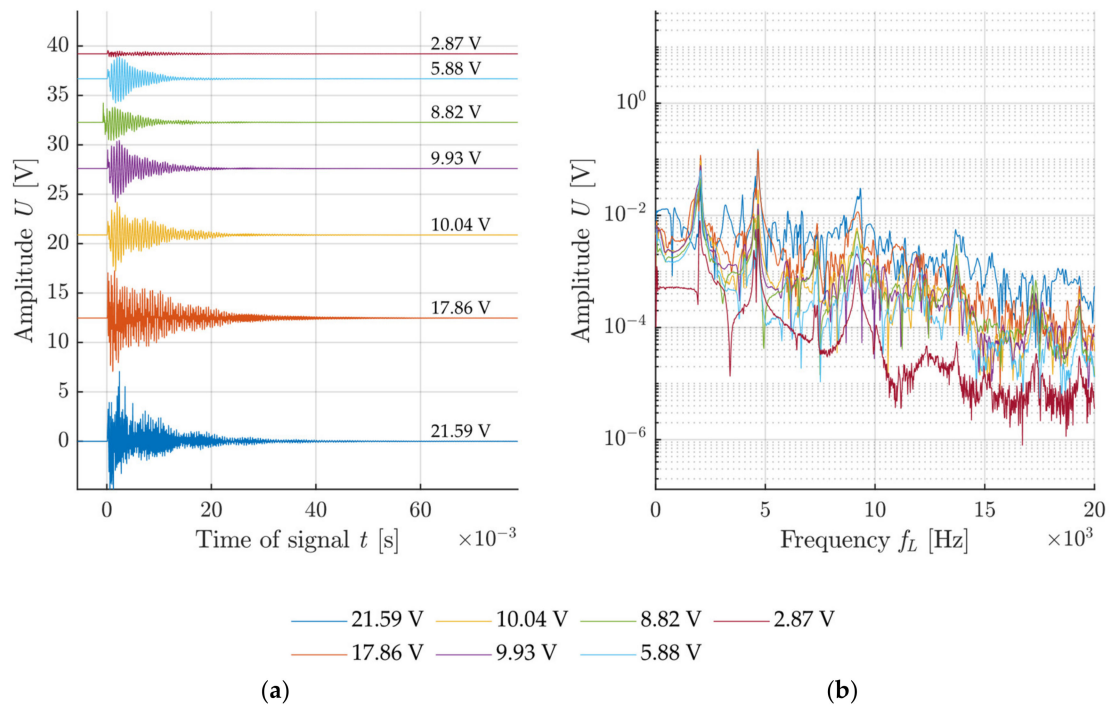 40
35
30
25
20
15
10
5
0
Amplitude U [V]
2.87 V
5.88 V
8.82 V
9.93 V
10.04 V
17.86 V
21.59 V
0 20 40 60
Time of signal t [s] ×10⁻³
10⁰
10⁻²
10⁻⁴
10⁻⁶
Amplitude U [V]
0 5 10 15 20
Frequency f_L [Hz] ×10³
21.59 V 10.04 V 8.82 V 2.87 V
17.86 V 9.93 V 5.88 V
(a) (b)